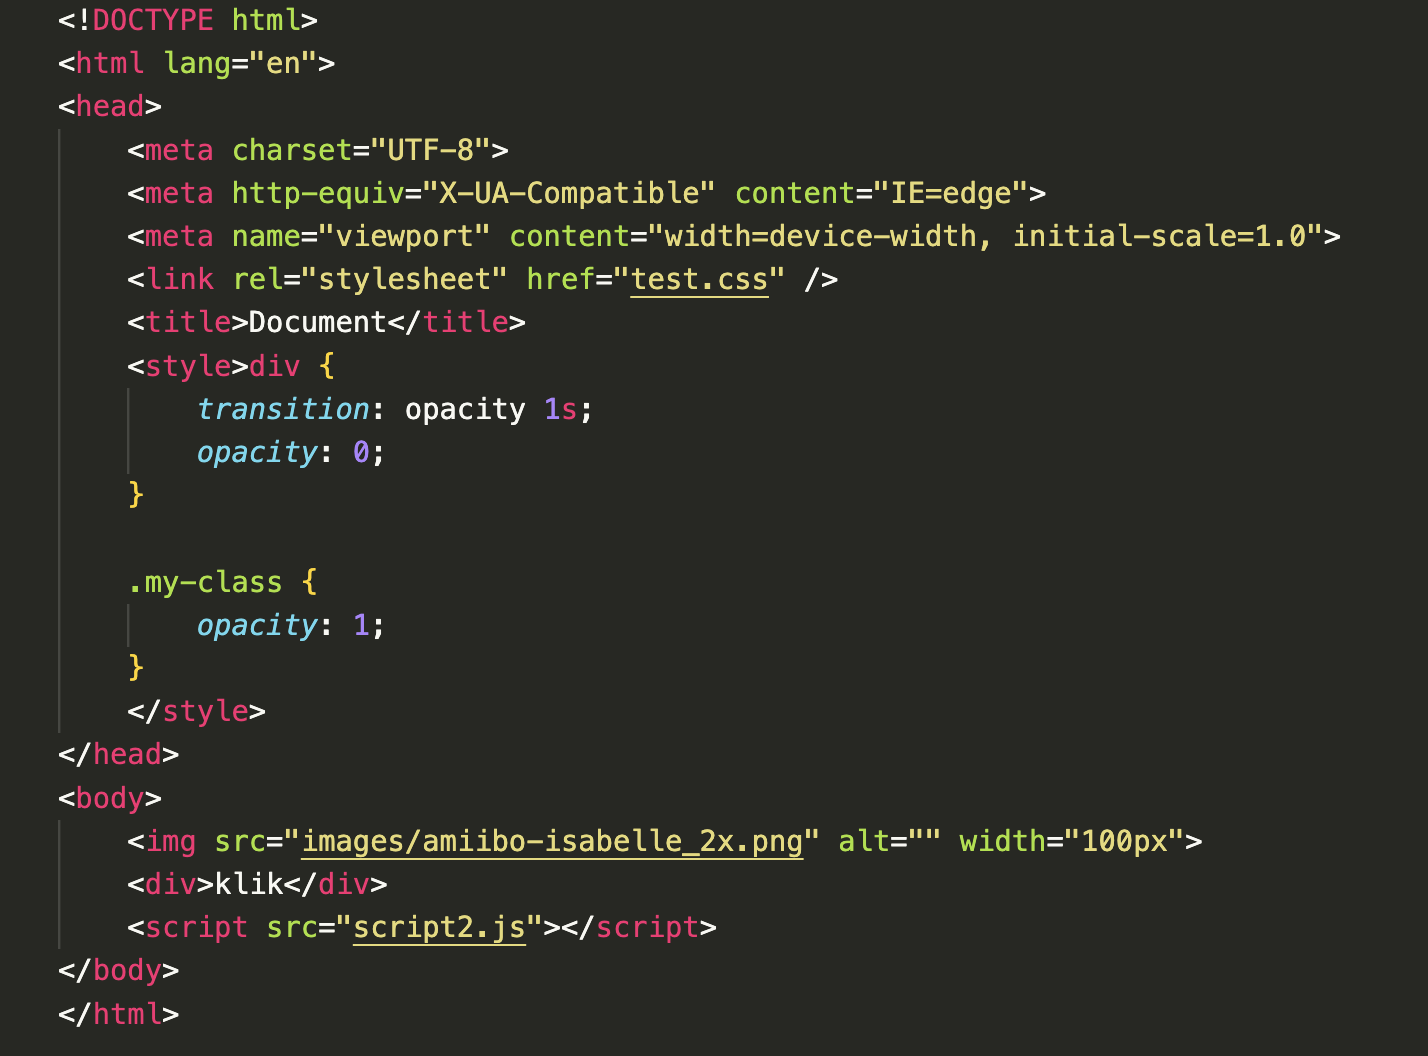 <!DOCTYPE html>
<html lang="en">
<head>
    <meta charset="UTF-8">
    <meta http-equiv="X-UA-Compatible" content="IE=edge">
    <meta name="viewport" content="width=device-width, initial-scale=1.0">
    <link rel="stylesheet" href="test.css" />
    <title>Document</title>
    <style>div {
        transition: opacity 1s;
        opacity: 0;
    }

    .my-class {
        opacity: 1;
    }
    </style>
</head>
<body>
    <img src="images/amiibo-isabelle_2x.png" alt="" width="100px">
    <div>klik</div>
    <script src="script2.js"></script>
</body>
</html>